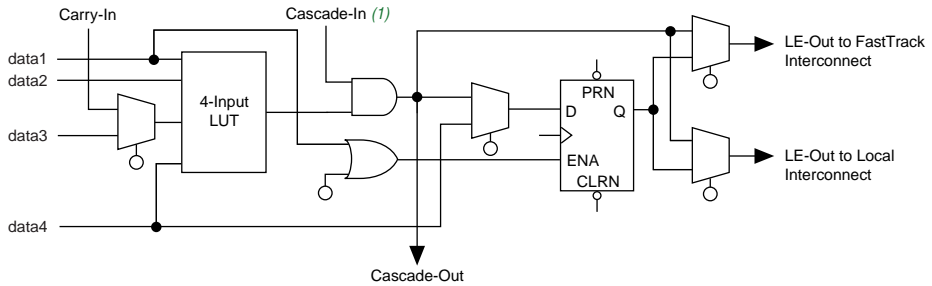 Carry-In
Cascade-In (1)
data1
data2
4-Input
LUT
data3
data4
PRN
D
Q
ENA
CLRN
LE-Out to FastTrack
Interconnect
LE-Out to Local
Interconnect
Cascade-Out